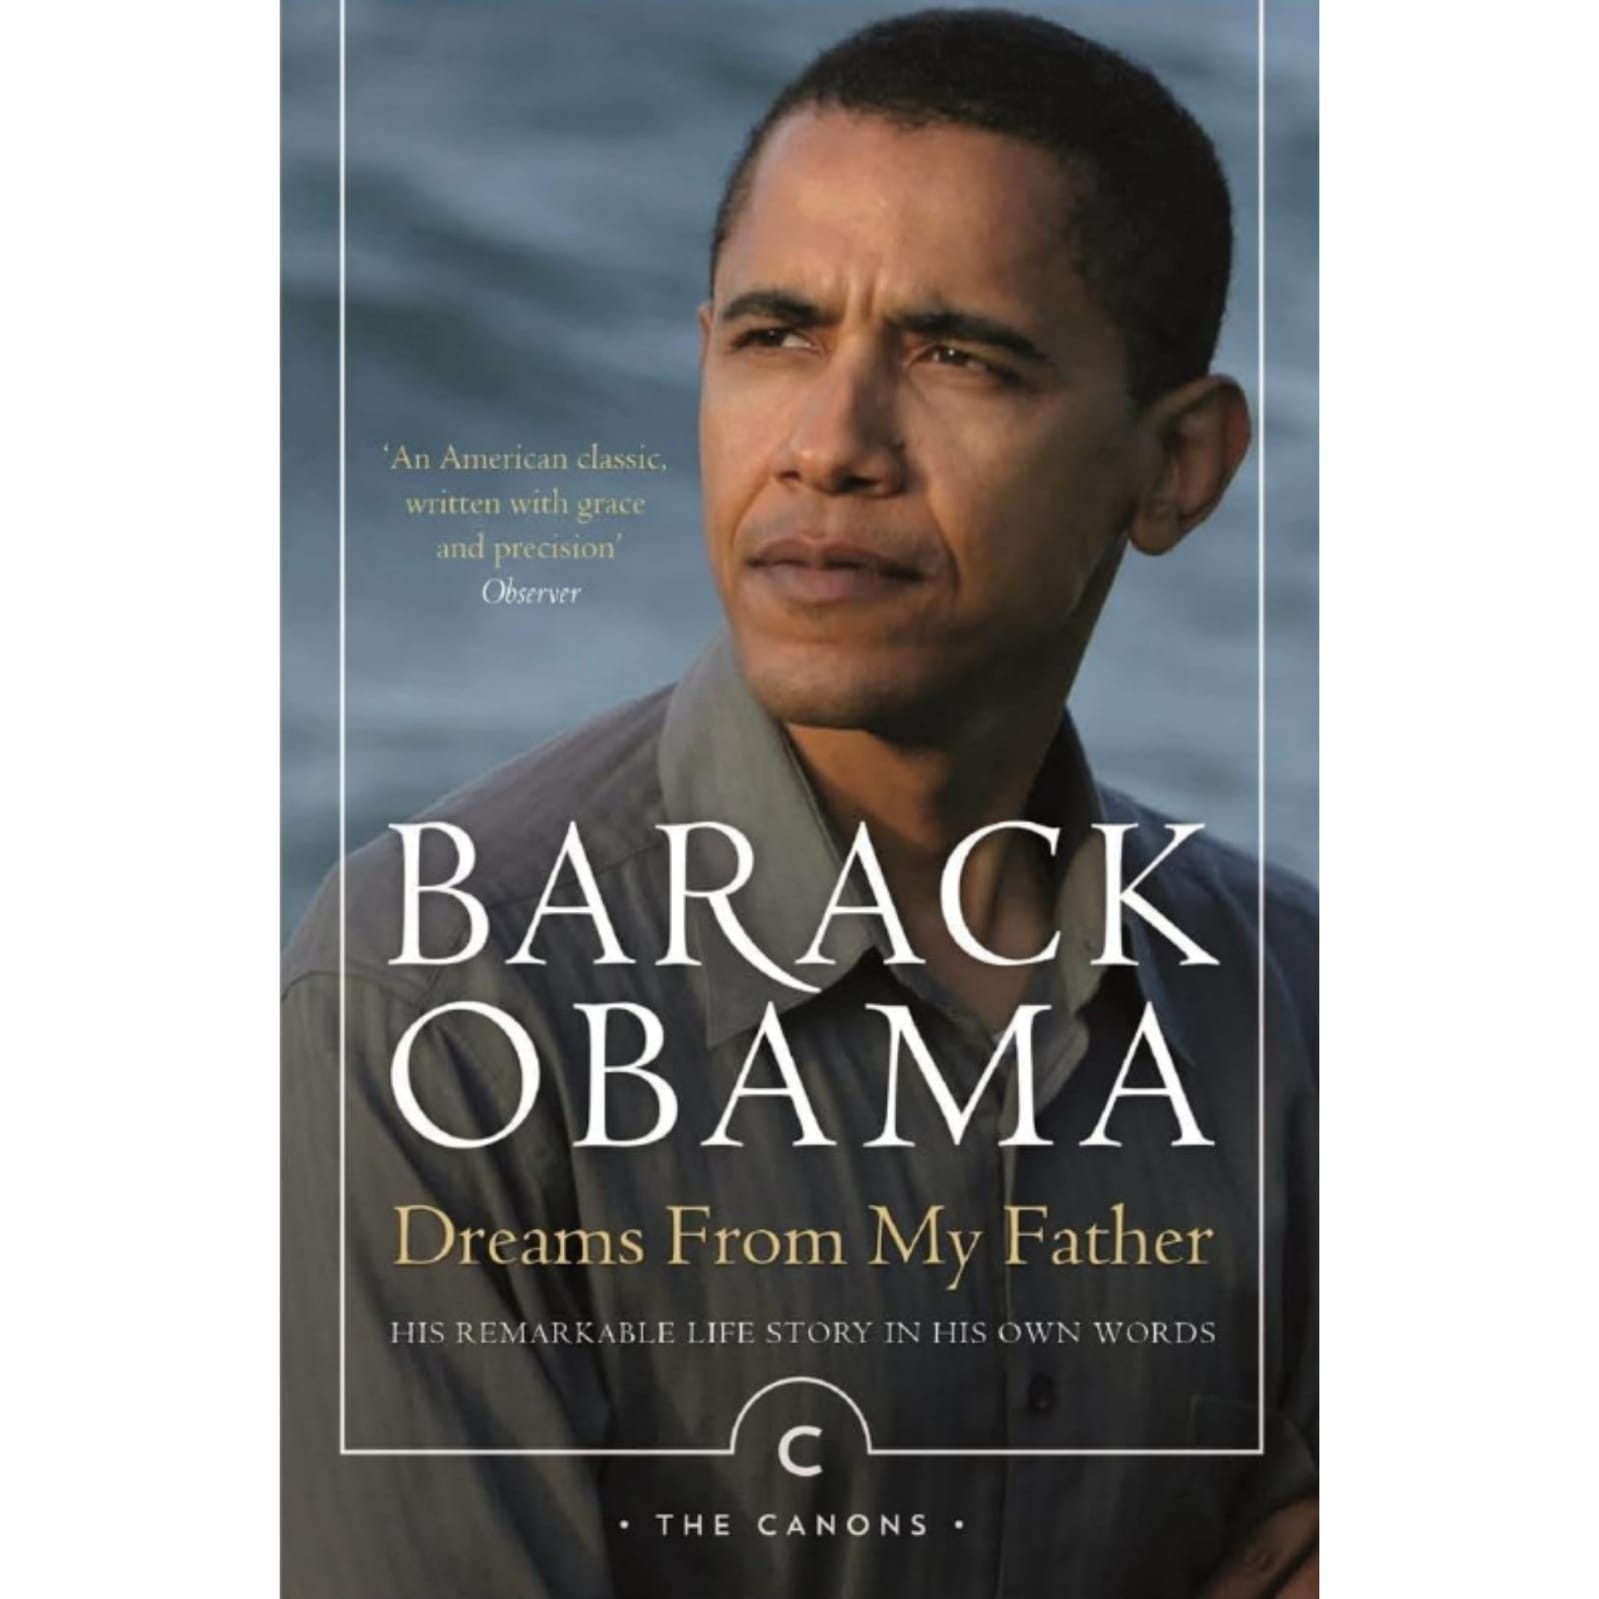 ‘An American classic,
written with grace
and precision’
Observer
BARACK
OBAMA
Dreams From My Father
HIS REMARKABLE LIFE STORY IN HIS OWN WORDS
C
• THE CANONS •